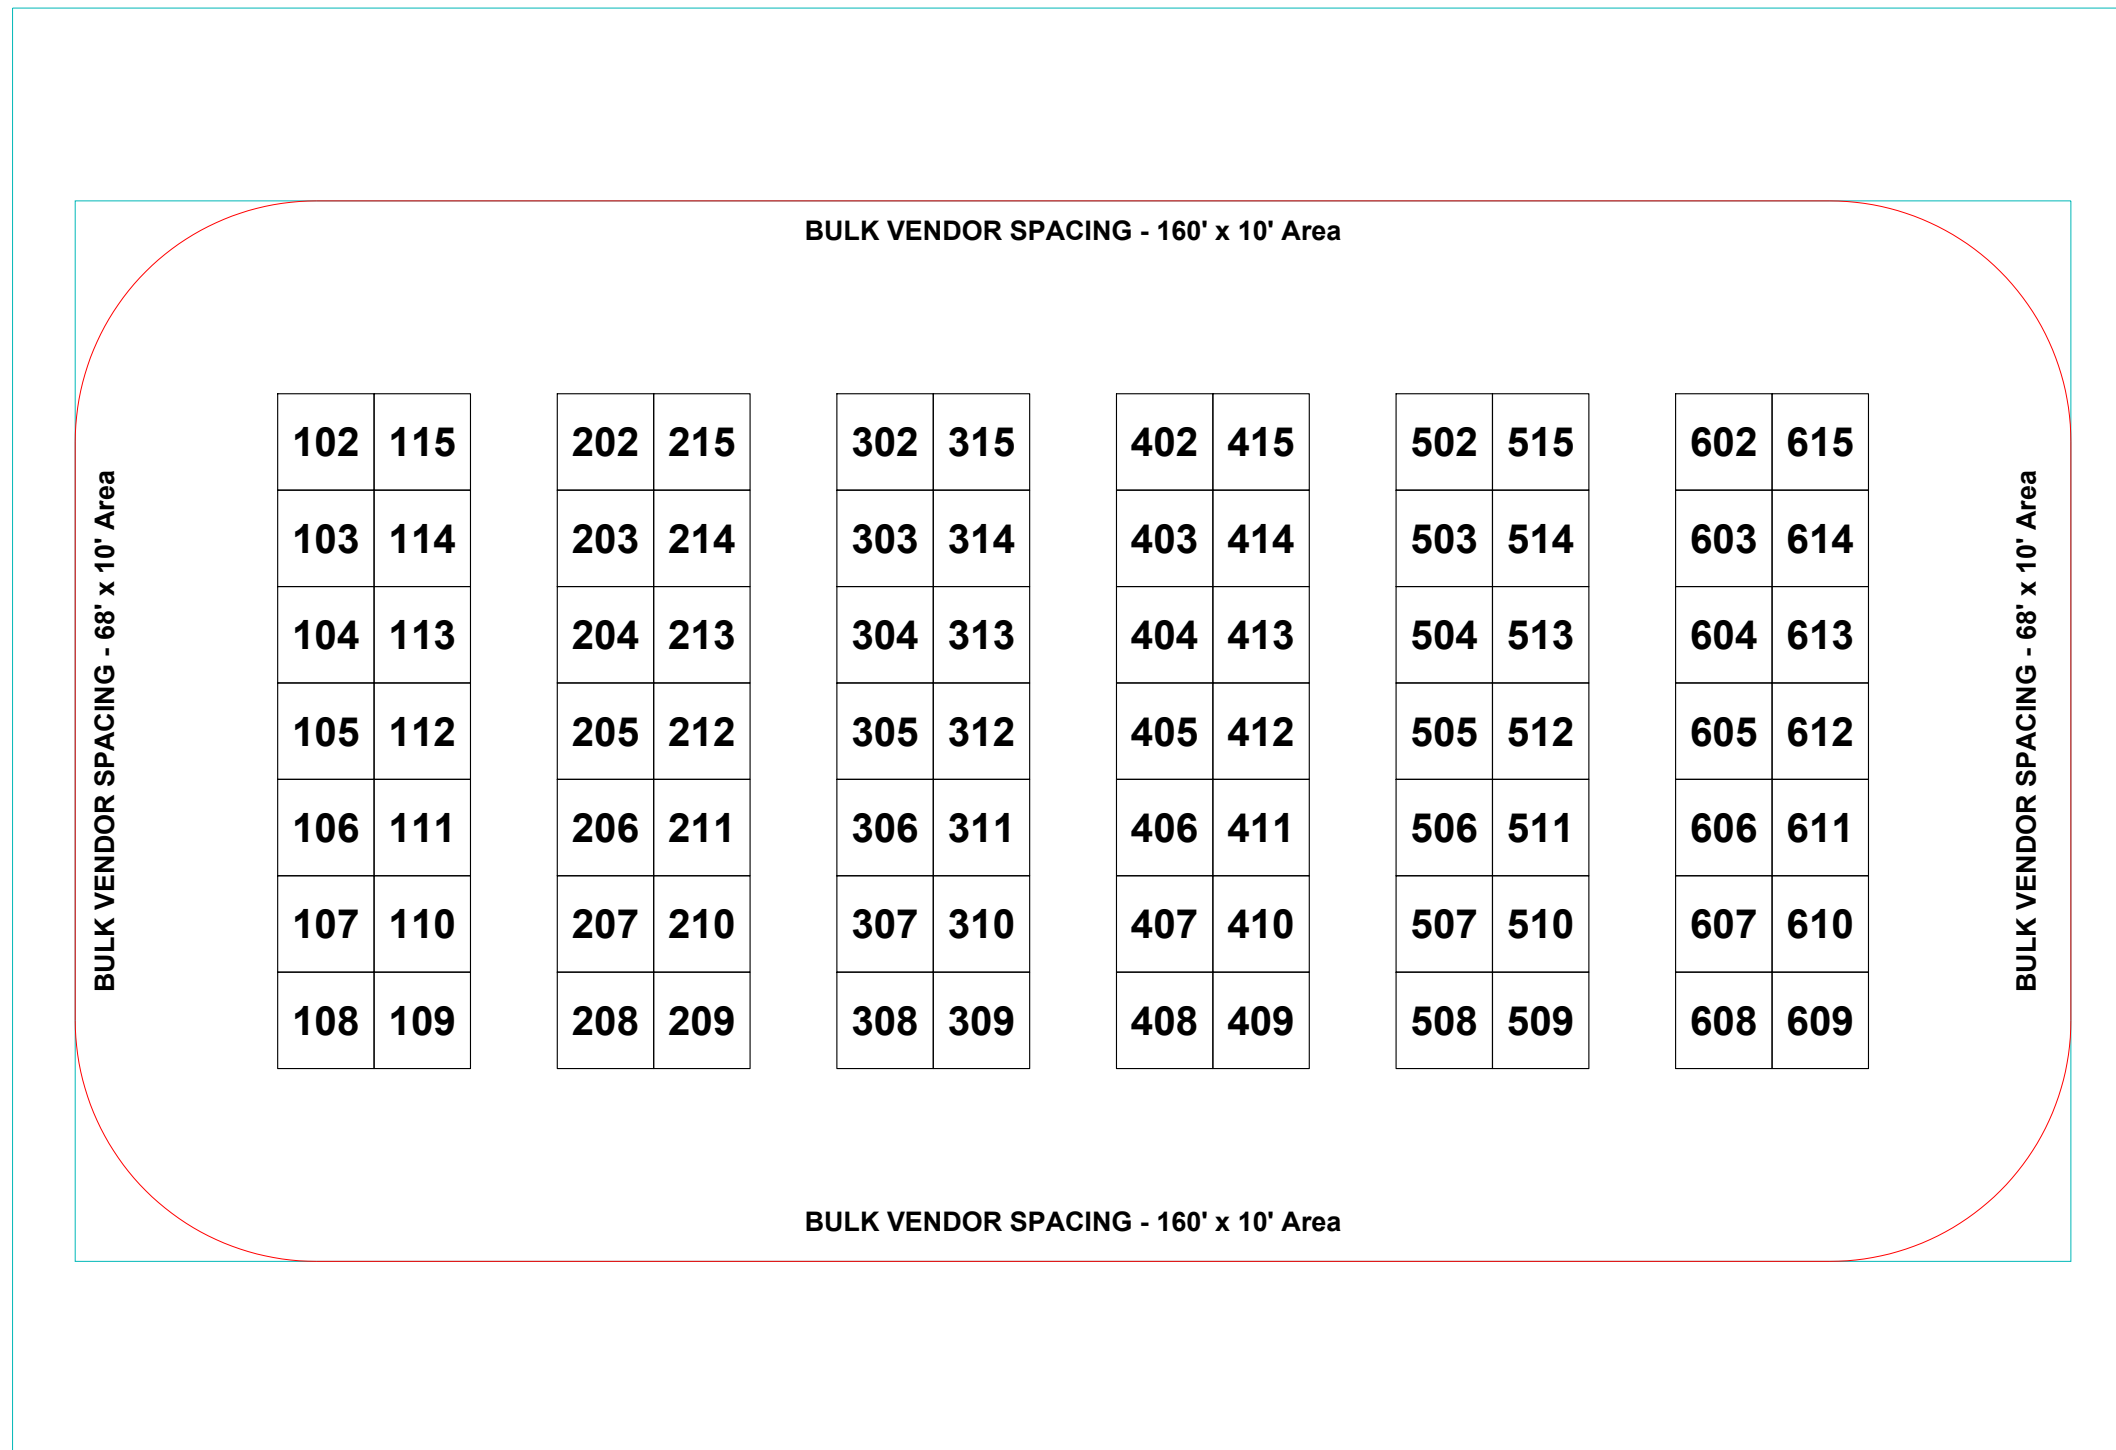 BULK VENDOR SPACING - 160' x 10' Area
102 115 202 215 302 315 402 415 502 515 602 615
103 114 203 214 303 314 403 414 503 514 603 614
104 113 204 213 304 313 404 413 504 513 604 613
105 112 205 212 305 312 405 412 505 512 605 612
106 111 206 211 306 311 406 411 506 511 606 611
107 110 207 210 307 310 407 410 507 510 607 610
108 109 208 209 308 309 408 409 508 509 608 609
BULK VENDOR SPACING - 68' x 10' Area
BULK VENDOR SPACING - 68' x 10' Area
BULK VENDOR SPACING - 160' x 10' Area